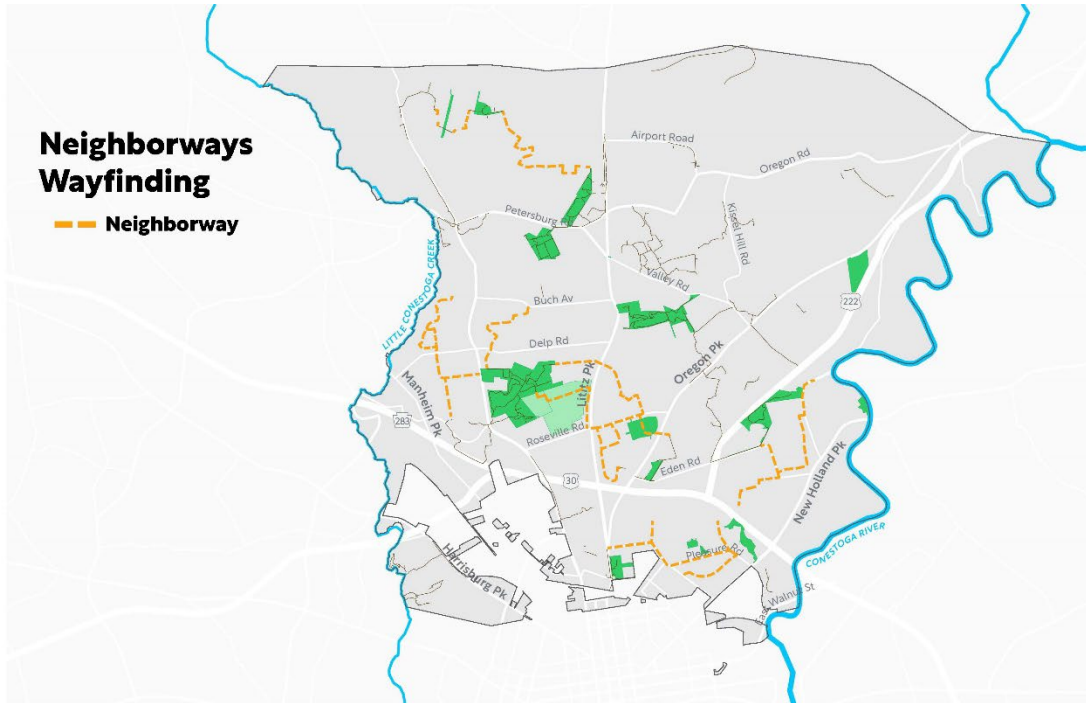 Neighborways
Wayfinding
Neighborway
Airport Road
Oregon Rd
Petersburg Rd
Kissel Hill Rd
Valley Rd
LITTLE CONESTOGA CREEK
Buch Av
222
Delp Rd
Oregon Pk
Lititz Pk
Manheim Pk
283
Roseville Rd
Eden Rd
New Holland Pk
30
CONESTOGA RIVER
Pleasure Rd
Harrisburg Pk
East Walnut St